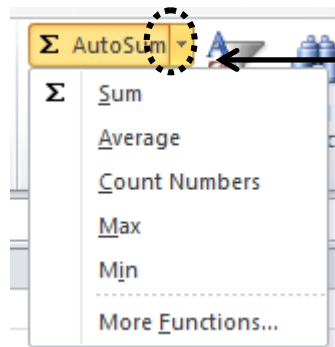 Σ AutoSum
Σ Sum
Average
Count Numbers
Max
Min
More Functions...